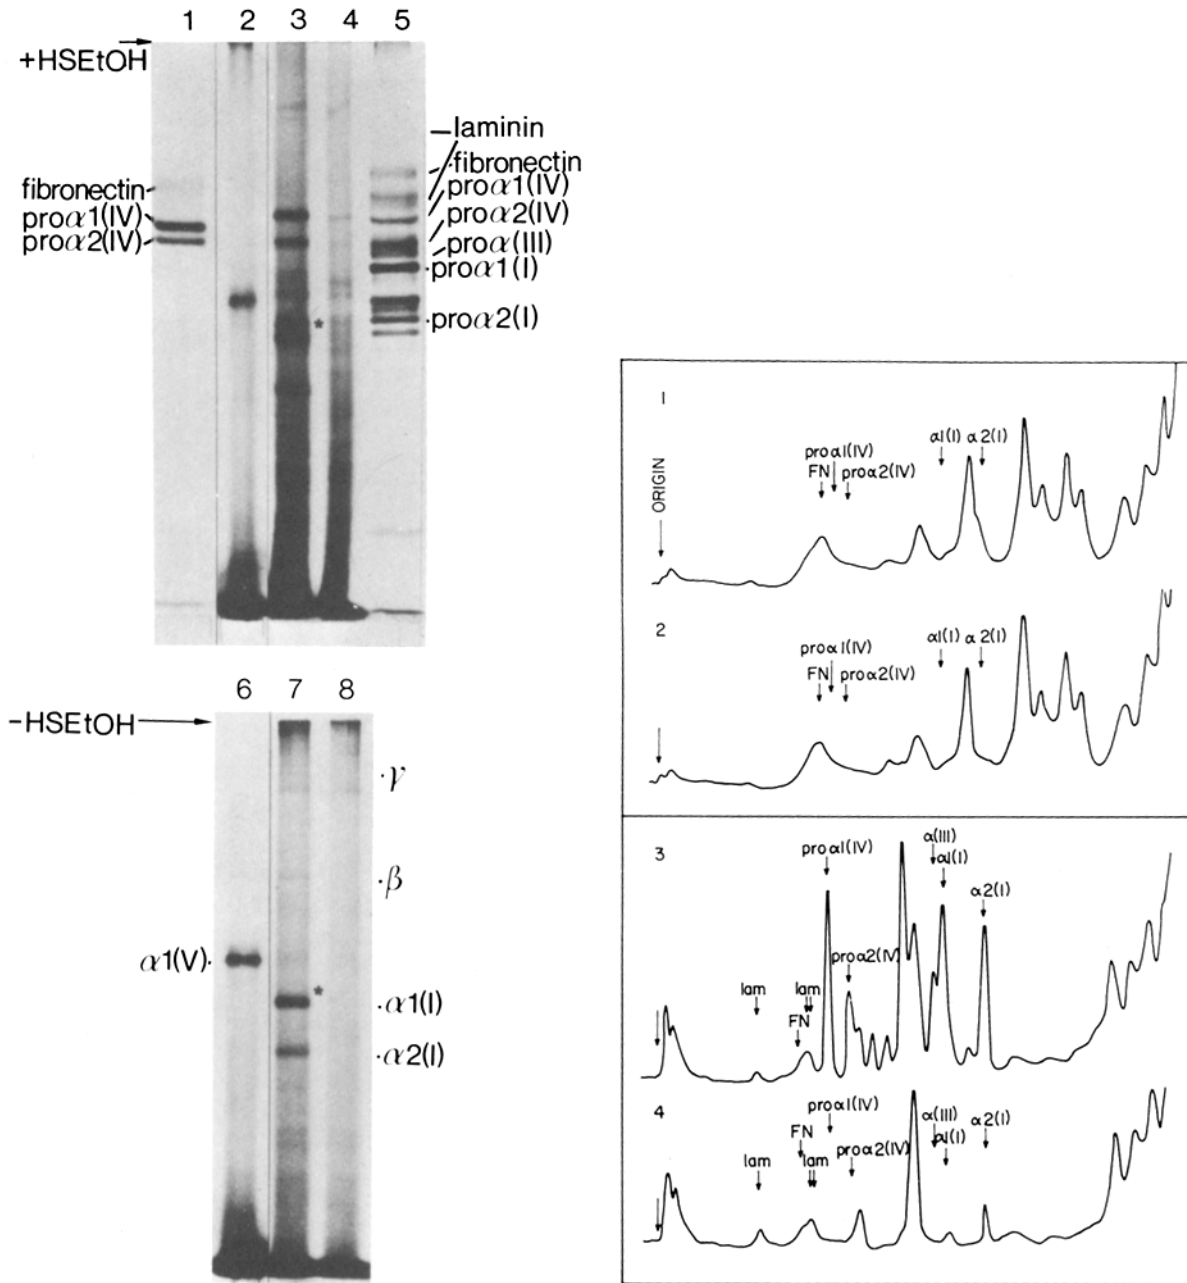 1 2 3 4 5
+HSEtOH
laminin
fibronectin
proα1(IV)
proα2(IV)
proα(III)
proα1(I)
proα2(I)
fibronectin
proα1(IV)
proα2(IV)
*
6 7 8
-HSEtOH
γ
β
α1(V)
*
α1(I)
α2(I)
1
ORIGIN
proα1(IV)
FN
proα2(IV)
α1(I) α2(I)
2
proα1(IV)
FN
proα2(IV)
α1(I) α2(I)
3
proα1(IV)
α(III)
α1(I)
α2(I)
proα2(IV)
lam
lam
FN
4
proα1(IV)
α(III)
α1(I)
α2(I)
FN
proα2(IV)
lam
lam